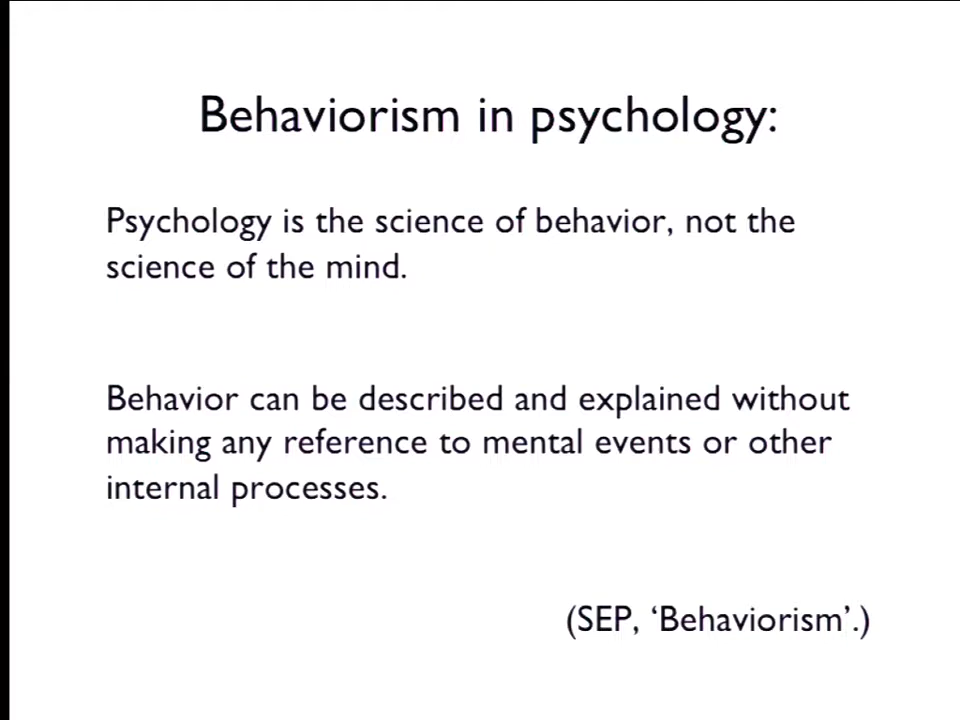 Behaviorism in psychology:
Psychology is the science of behavior, not the
science of the mind.
Behavior can be described and explained without
making any reference to mental events or other
internal processes.
(SEP, ‘Behaviorism’.)